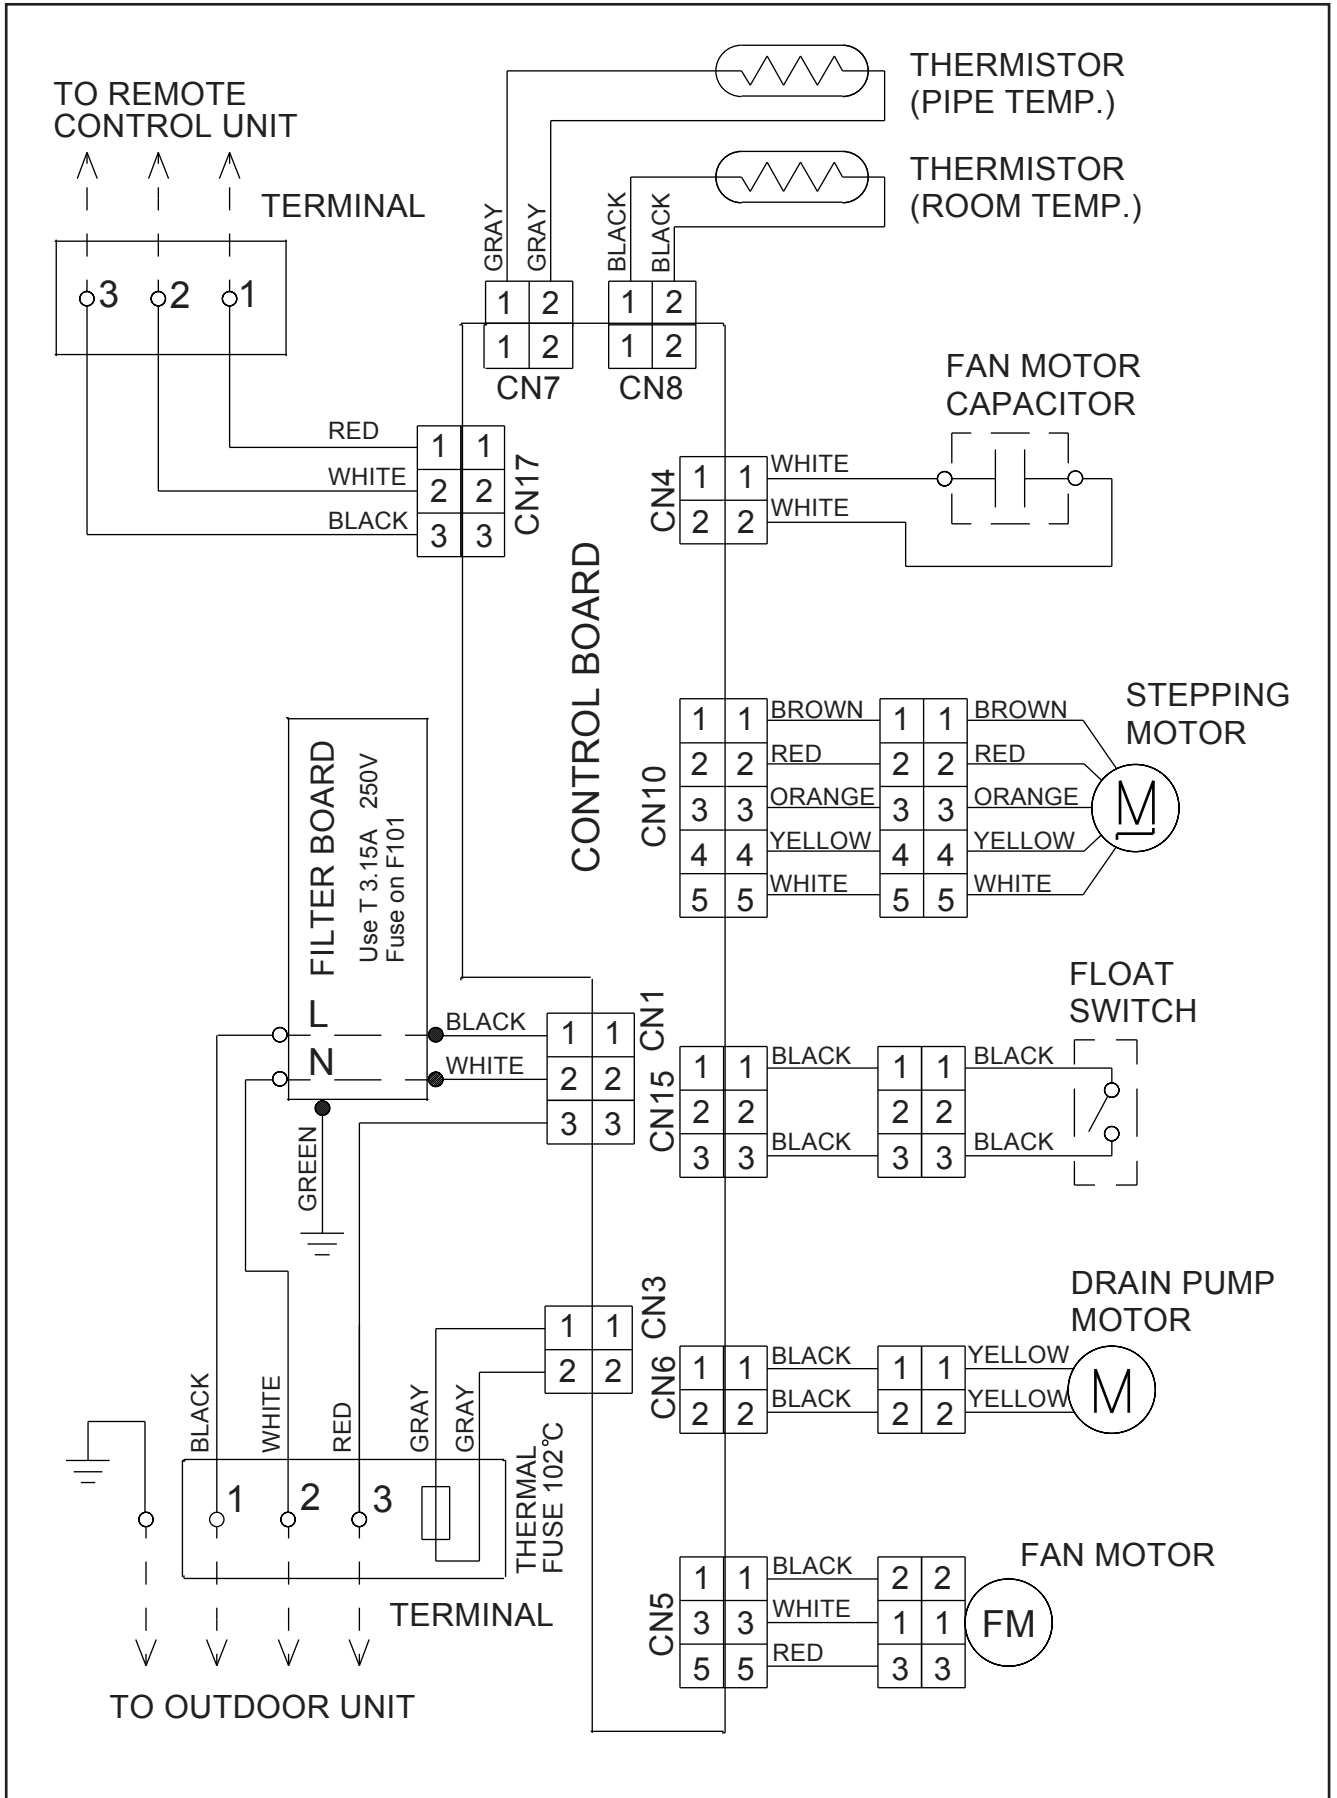 THERMISTOR
(PIPE TEMP.)
TO REMOTE
CONTROL UNIT
THERMISTOR
(ROOM TEMP.)
TERMINAL
3 2 1
GRAY
GRAY
BLACK
BLACK
1 2
1 2
CN7
1 2
1 2
CN8
RED
WHITE
BLACK
1 1
2 2
3 3
CN17
FAN MOTOR
CAPACITOR
CN4
1 1 WHITE
2 2 WHITE
CONTROL BOARD
STEPPING
MOTOR
CN10
1 1 BROWN 1 1 BROWN
2 2 RED 2 2 RED
3 3 ORANGE 3 3 ORANGE
4 4 YELLOW 4 4 YELLOW
5 5 WHITE 5 5 WHITE
M
FILTER BOARD
Use T 3.15A 250V
Fuse on F101
L
N
BLACK
WHITE
1 1
2 2
3 3
CN1
GREEN
FLOAT
SWITCH
CN15
1 1 BLACK 1 1 BLACK
2 2 2 2
3 3 BLACK 3 3 BLACK
CN3
1 1
2 2
DRAIN PUMP
MOTOR
CN6
1 1 BLACK 1 1 YELLOW
2 2 BLACK 2 2 YELLOW
M
BLACK
WHITE
RED
GRAY
GRAY
1 2 3
THERMAL
FUSE 102°C
TERMINAL
TO OUTDOOR UNIT
FAN MOTOR
CN5
1 1 BLACK 2 2
3 3 WHITE 1 1
5 5 RED 3 3
FM